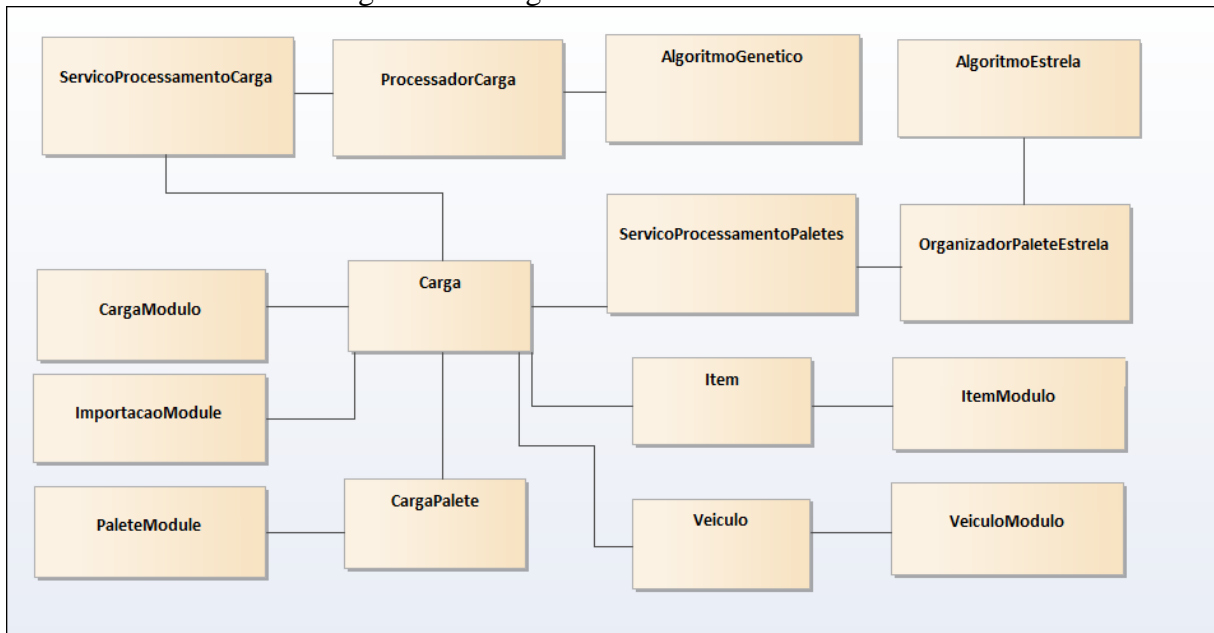 ServicoProcessamentoCarga
ProcessadorCarga
AlgoritmoGenetico
AlgoritmoEstrela
ServicoProcessamentoPaletes
OrganizadorPaleteEstrela
Carga
CargaModulo
Item
ItemModulo
ImportacaoModule
CargaPalete
PaleteModule
Veiculo
VeiculoModulo